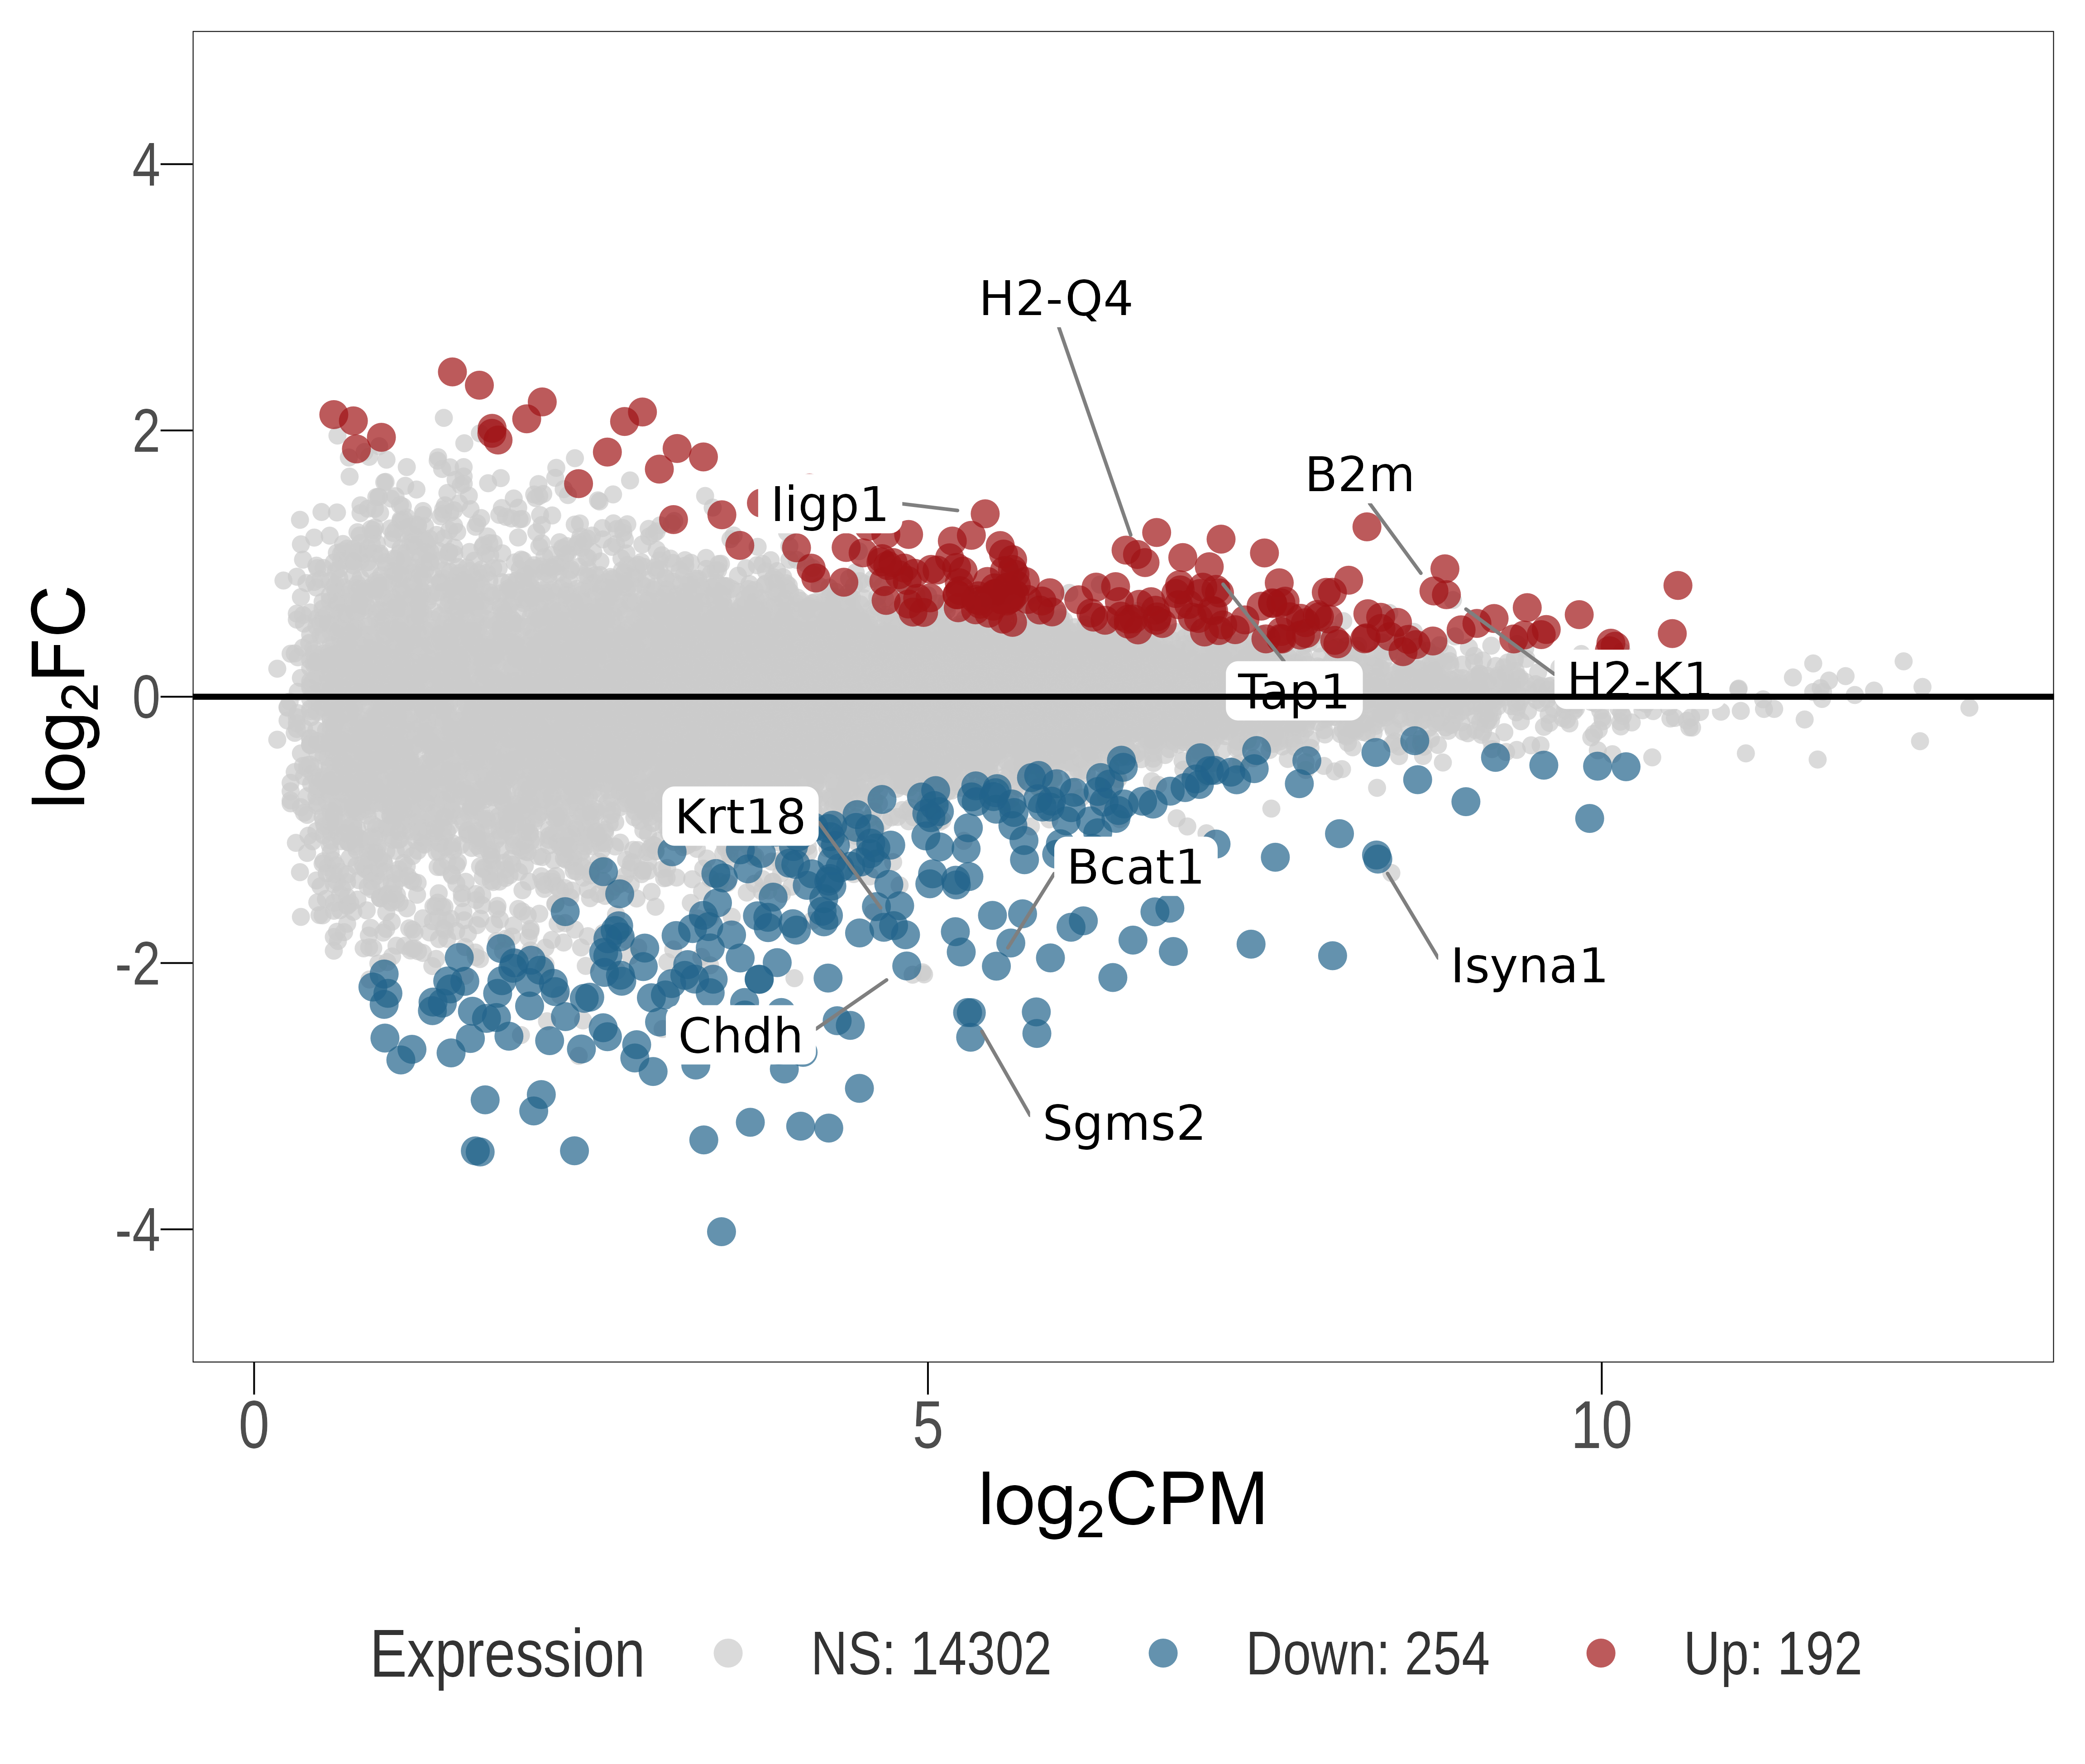 4
2
0
-2
-4
log2FC
H2-Q4
B2m
Iigp1
H2-K1
Tap1
Krt18
Bcat1
Isyna1
Chdh
Sgms2
0 5 10
log2CPM
Expression NS: 14302 Down: 254 Up: 192